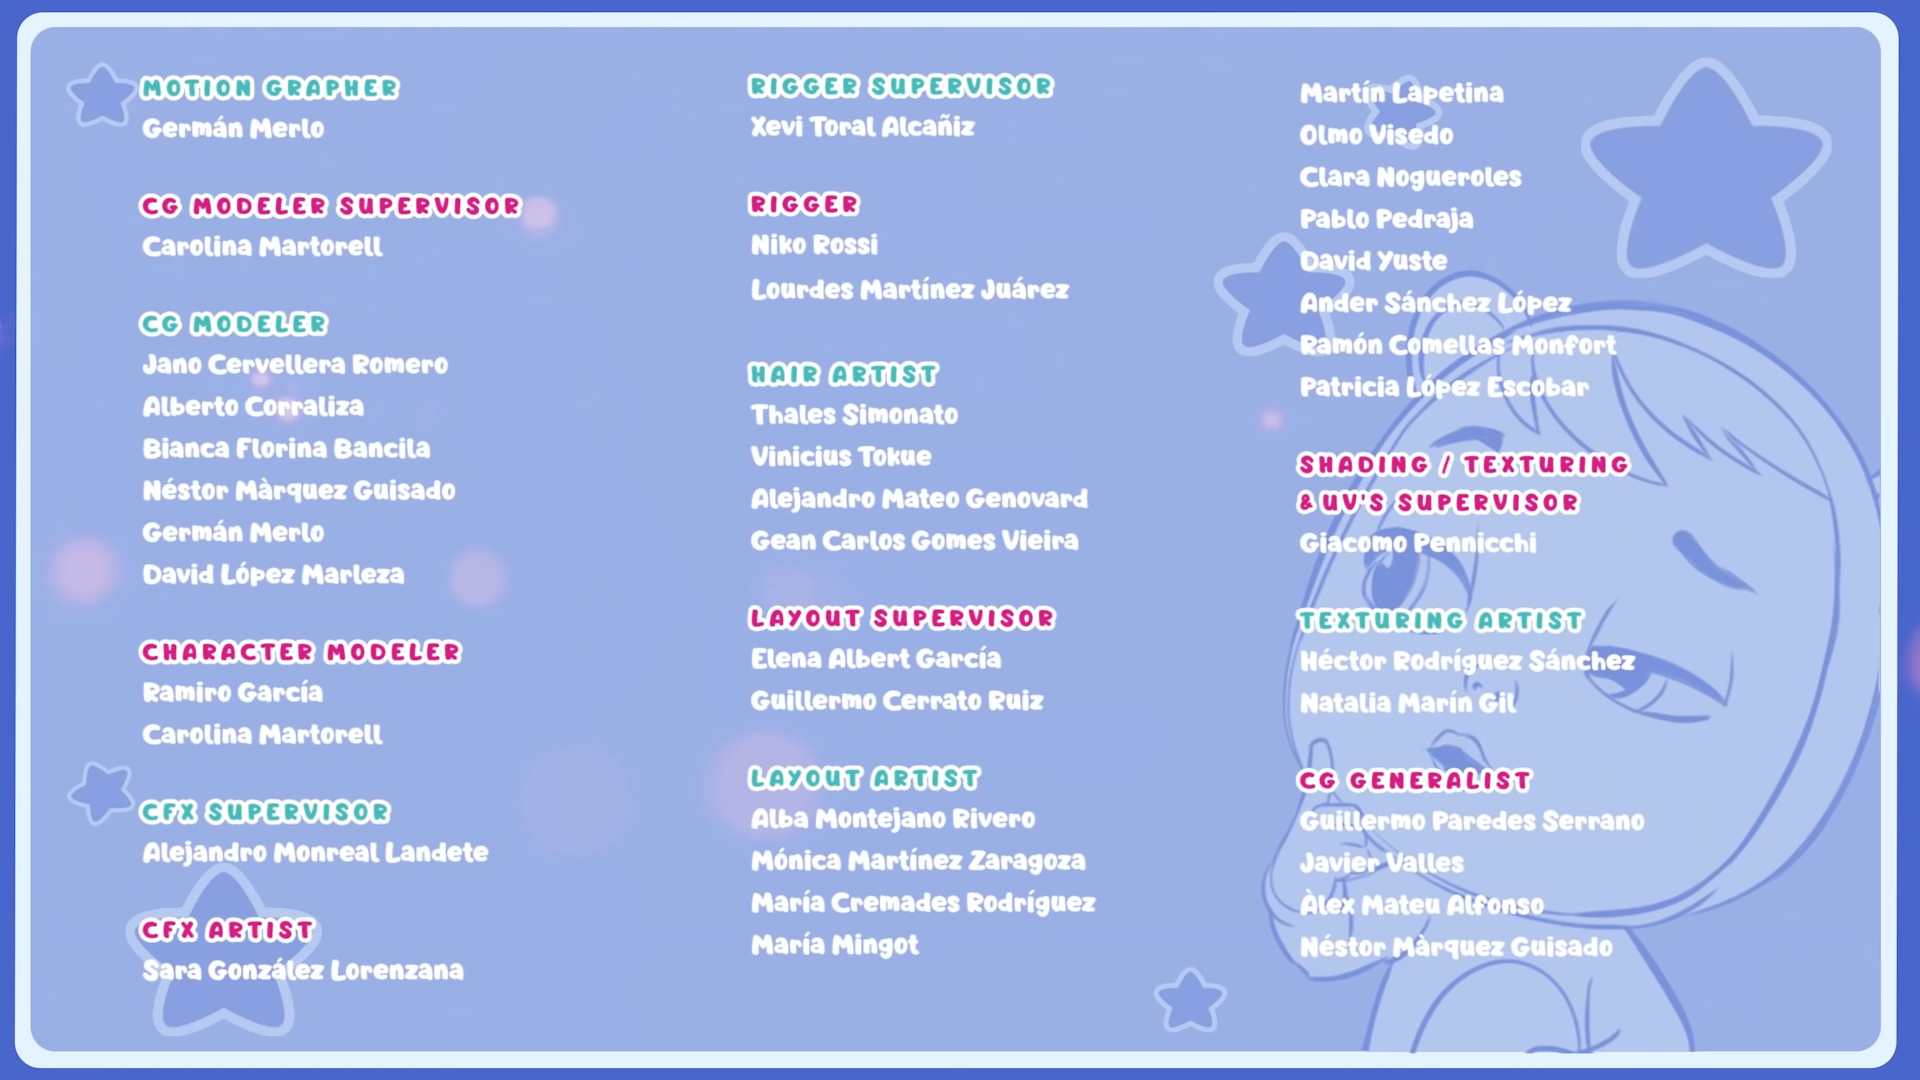 MOTION GRAPHER
Germán Merlo
CG MODELER SUPERVISOR
Carolina Martorell
CG MODELER
Jano Cervellera Romero
Alberto Corraliza
Bianca Florina Bancila
Néstor Màrquez Guisado
Germán Merlo
David López Marleza
CHARACTER MODELER
Ramiro García
Carolina Martorell
CFX SUPERVISOR
Alejandro Monreal Landete
CFX ARTIST
Sara González Lorenzana
RIGGER SUPERVISOR
Xevi Toral Alcañiz
RIGGER
Niko Rossi
Lourdes Martínez Juárez
HAIR ARTIST
Thales Simonato
Vinicius Tokue
Alejandro Mateo Genovard
Gean Carlos Gomes Vieira
LAYOUT SUPERVISOR
Elena Albert García
Guillermo Cerrato Ruiz
LAYOUT ARTIST
Alba Montejano Rivero
Mónica Martínez Zaragoza
María Cremades Rodríguez
María Mingot
Martín Lapetina
Olmo Visedo
Clara Nogueroles
Pablo Pedraja
David Yuste
Ander Sánchez López
Ramón Comellas Monfort
Patricia López Escobar
SHADING / TEXTURING
& UV'S SUPERVISOR
Giacomo Pennicchi
TEXTURING ARTIST
Héctor Rodríguez Sánchez
Natalia Marín Gil
CG GENERALIST
Guillermo Paredes Serrano
Javier Valles
Àlex Mateu Alfonso
Néstor Màrquez Guisado